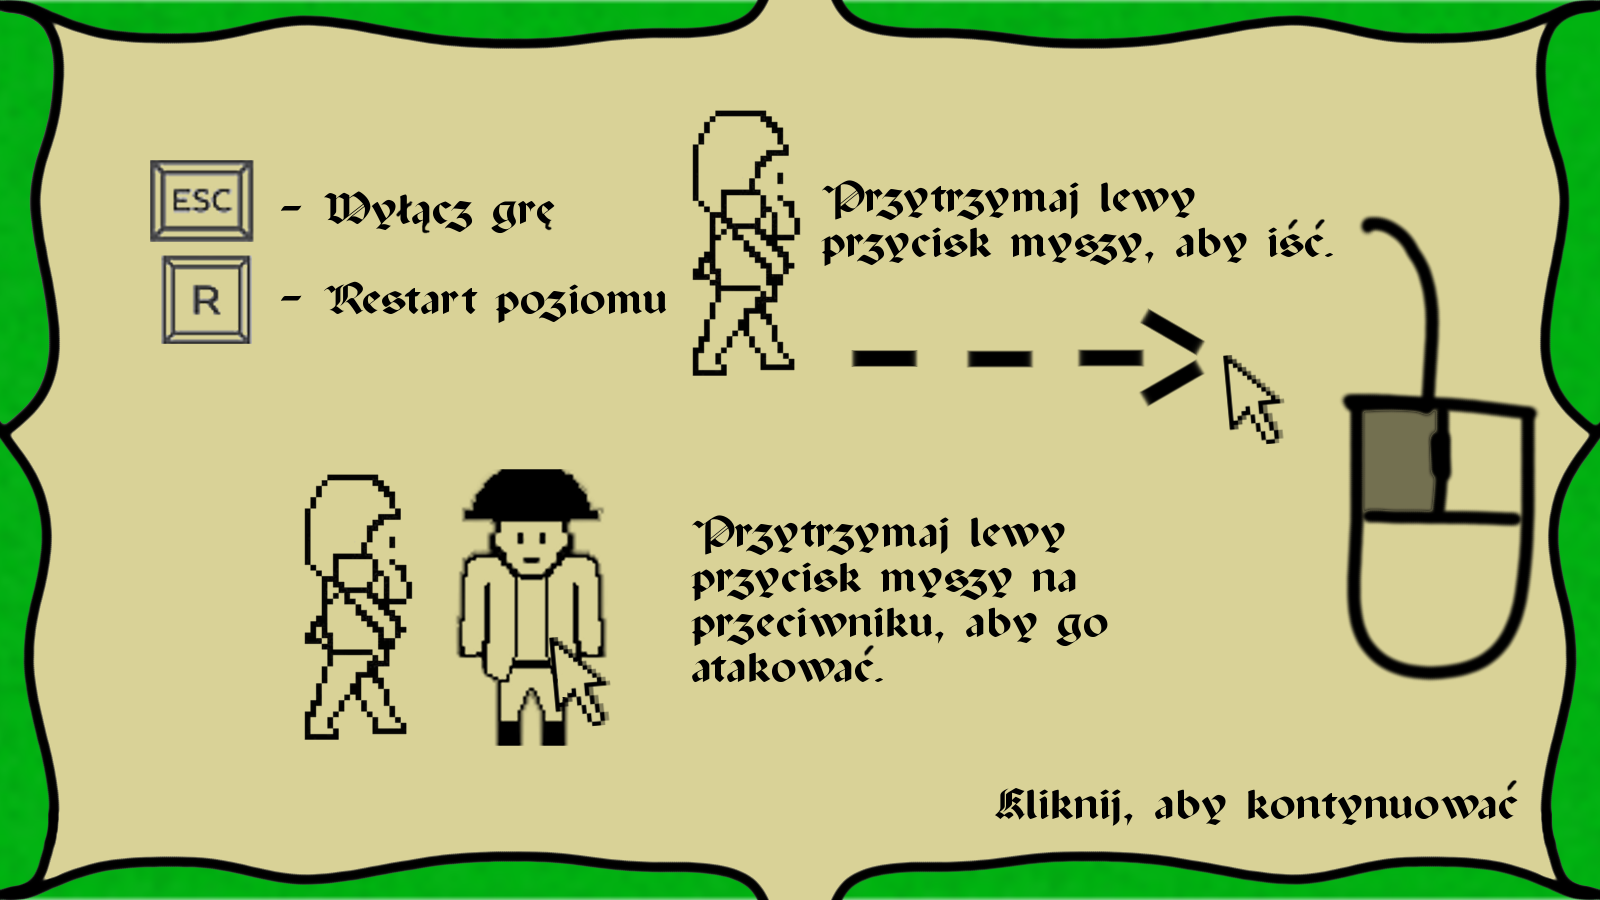 ESC - Wyłącz grę
R - Restart poziomu
Przytrzymaj lewy
przycisk myszy, aby iść.
Przytrzymaj lewy
przycisk myszy na
przeciwniku, aby go
atakować.
Kliknij, aby kontynuować